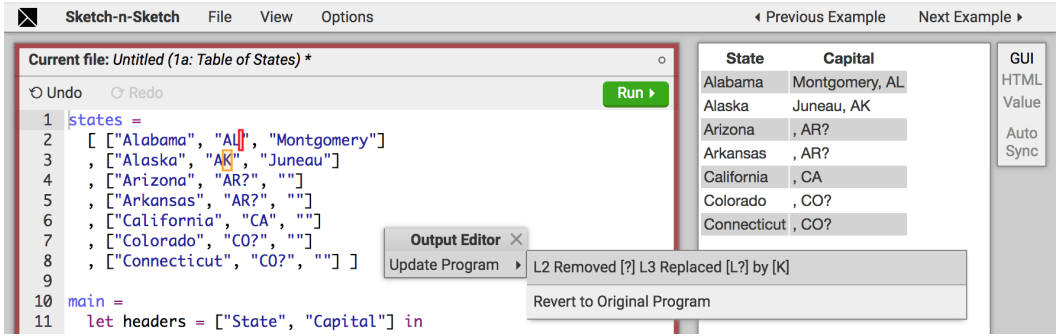 Sketch-n-Sketch File View Options Previous Example Next Example
Current file: Untitled (1a: Table of States) *
Undo Redo Run
1 states =
2 [ ["Alabama", "AL", "Montgomery"]
3 , ["Alaska", "AK", "Juneau"]
4 , ["Arizona", "AR?", ""]
5 , ["Arkansas", "AR?", ""]
6 , ["California", "CA", ""]
7 , ["Colorado", "CO?", ""]
8 , ["Connecticut", "CO?", ""] ]
9
10 main =
11 let headers = ["State", "Capital"] in
Output Editor
Update Program
L2 Removed [?] L3 Replaced [L?] by [K]
Revert to Original Program
State Capital
Alabama Montgomery, AL
Alaska Juneau, AK
Arizona , AR?
Arkansas , AR?
California , CA
Colorado , CO?
Connecticut , CO?
GUI
HTML
Value
Auto
Sync